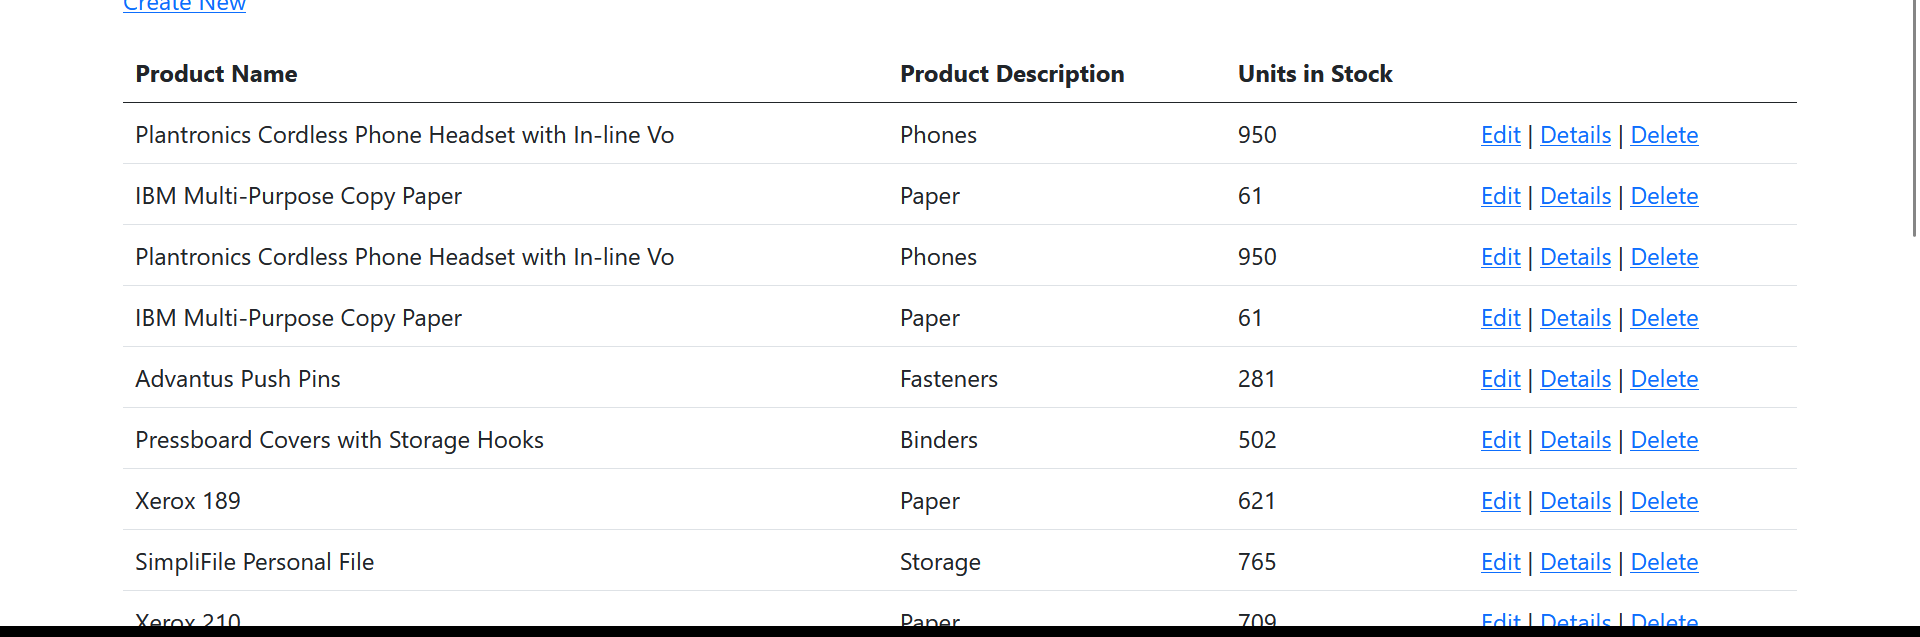 Create New
Product Name Product Description Units in Stock
Plantronics Cordless Phone Headset with In-line Vo Phones 950 Edit | Details | Delete
IBM Multi-Purpose Copy Paper Paper 61 Edit | Details | Delete
Plantronics Cordless Phone Headset with In-line Vo Phones 950 Edit | Details | Delete
IBM Multi-Purpose Copy Paper Paper 61 Edit | Details | Delete
Advantus Push Pins Fasteners 281 Edit | Details | Delete
Pressboard Covers with Storage Hooks Binders 502 Edit | Details | Delete
Xerox 189 Paper 621 Edit | Details | Delete
SimpliFile Personal File Storage 765 Edit | Details | Delete
Xerox 210 Paper 709 Edit | Details | Delete